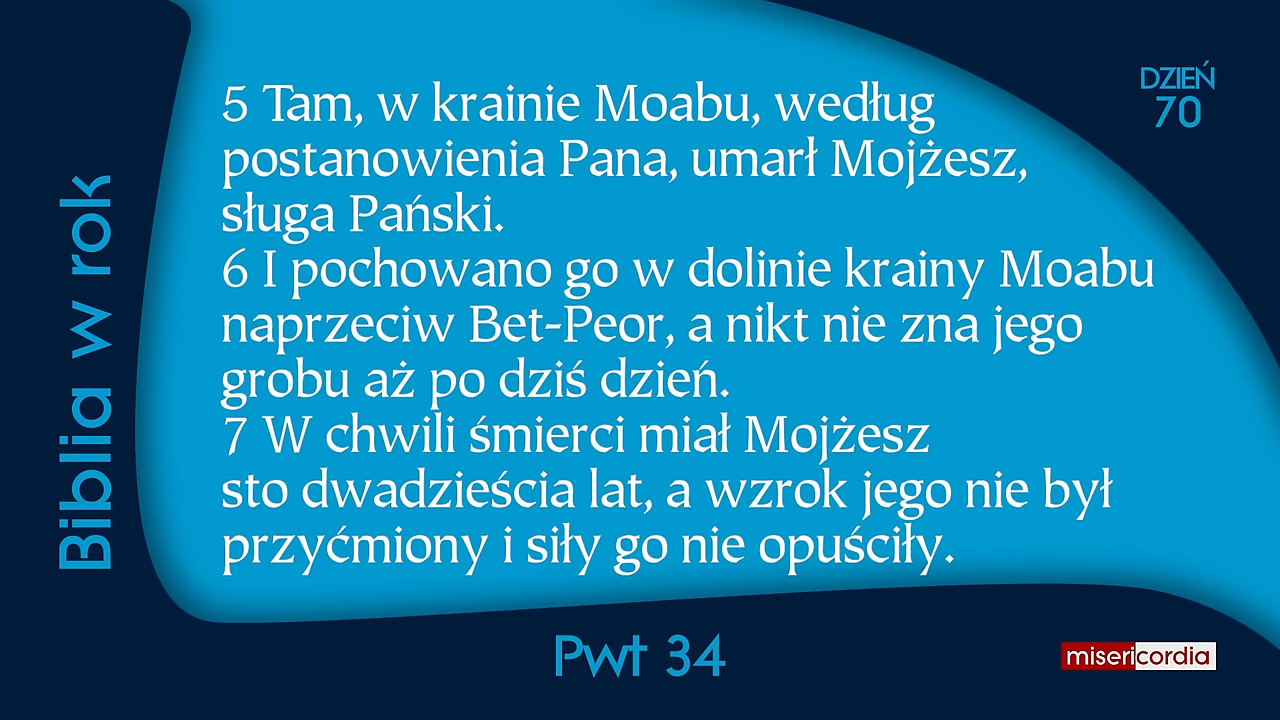 DZIEŃ
70
5 Tam, w krainie Moabu, według
postanowienia Pana, umarł Mojżesz,
sługa Pański.
6 I pochowano go w dolinie krainy Moabu
naprzeciw Bet-Peor, a nikt nie zna jego
grobu aż po dziś dzień.
7 W chwili śmierci miał Mojżesz
sto dwadzieścia lat, a wzrok jego nie był
przyćmiony i siły go nie opuściły.
Biblia w rok
Pwt 34
misericordia